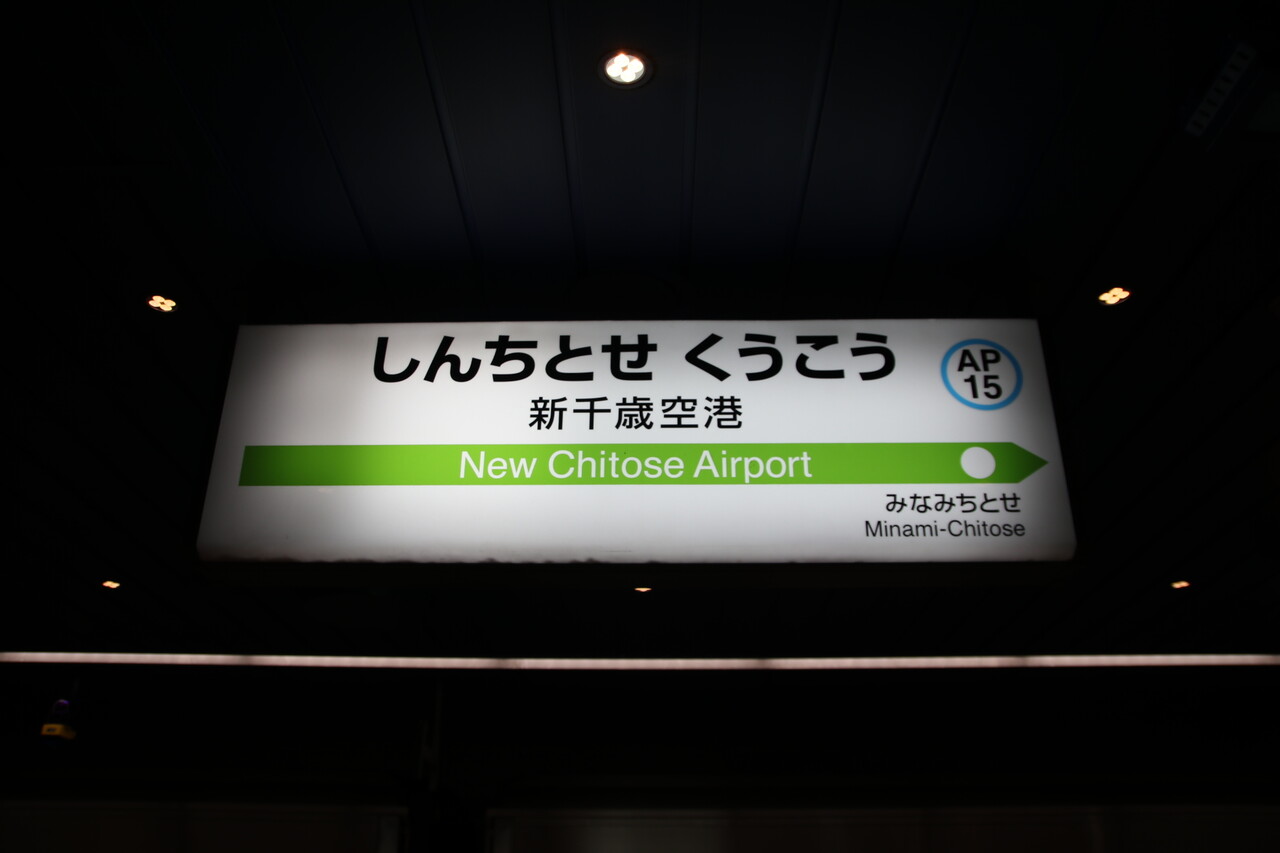 しんちとせ くうこう
AP
15
新千歳空港
New Chitose Airport
みなみちとせ
Minami-Chitose